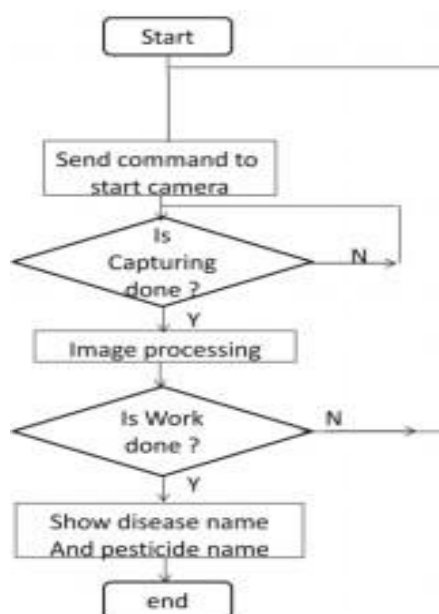 Start
Send command to
start camera
Is
Capturing
done ?
N
Y
Image processing
Is Work
done ?
N
Y
Show disease name
And pesticide name
end